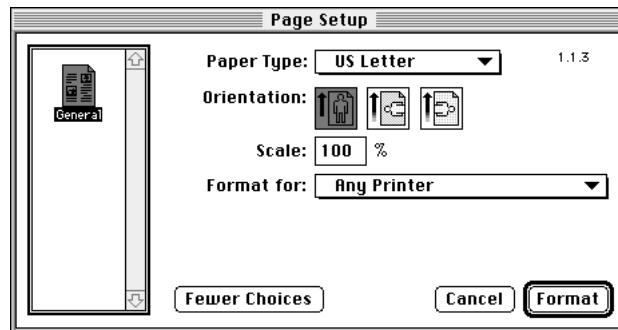 Page Setup
General
Paper Type: US Letter
1.1.3
Orientation:
Scale: 100 %
Format for: Any Printer
Fewer Choices
Cancel
Format